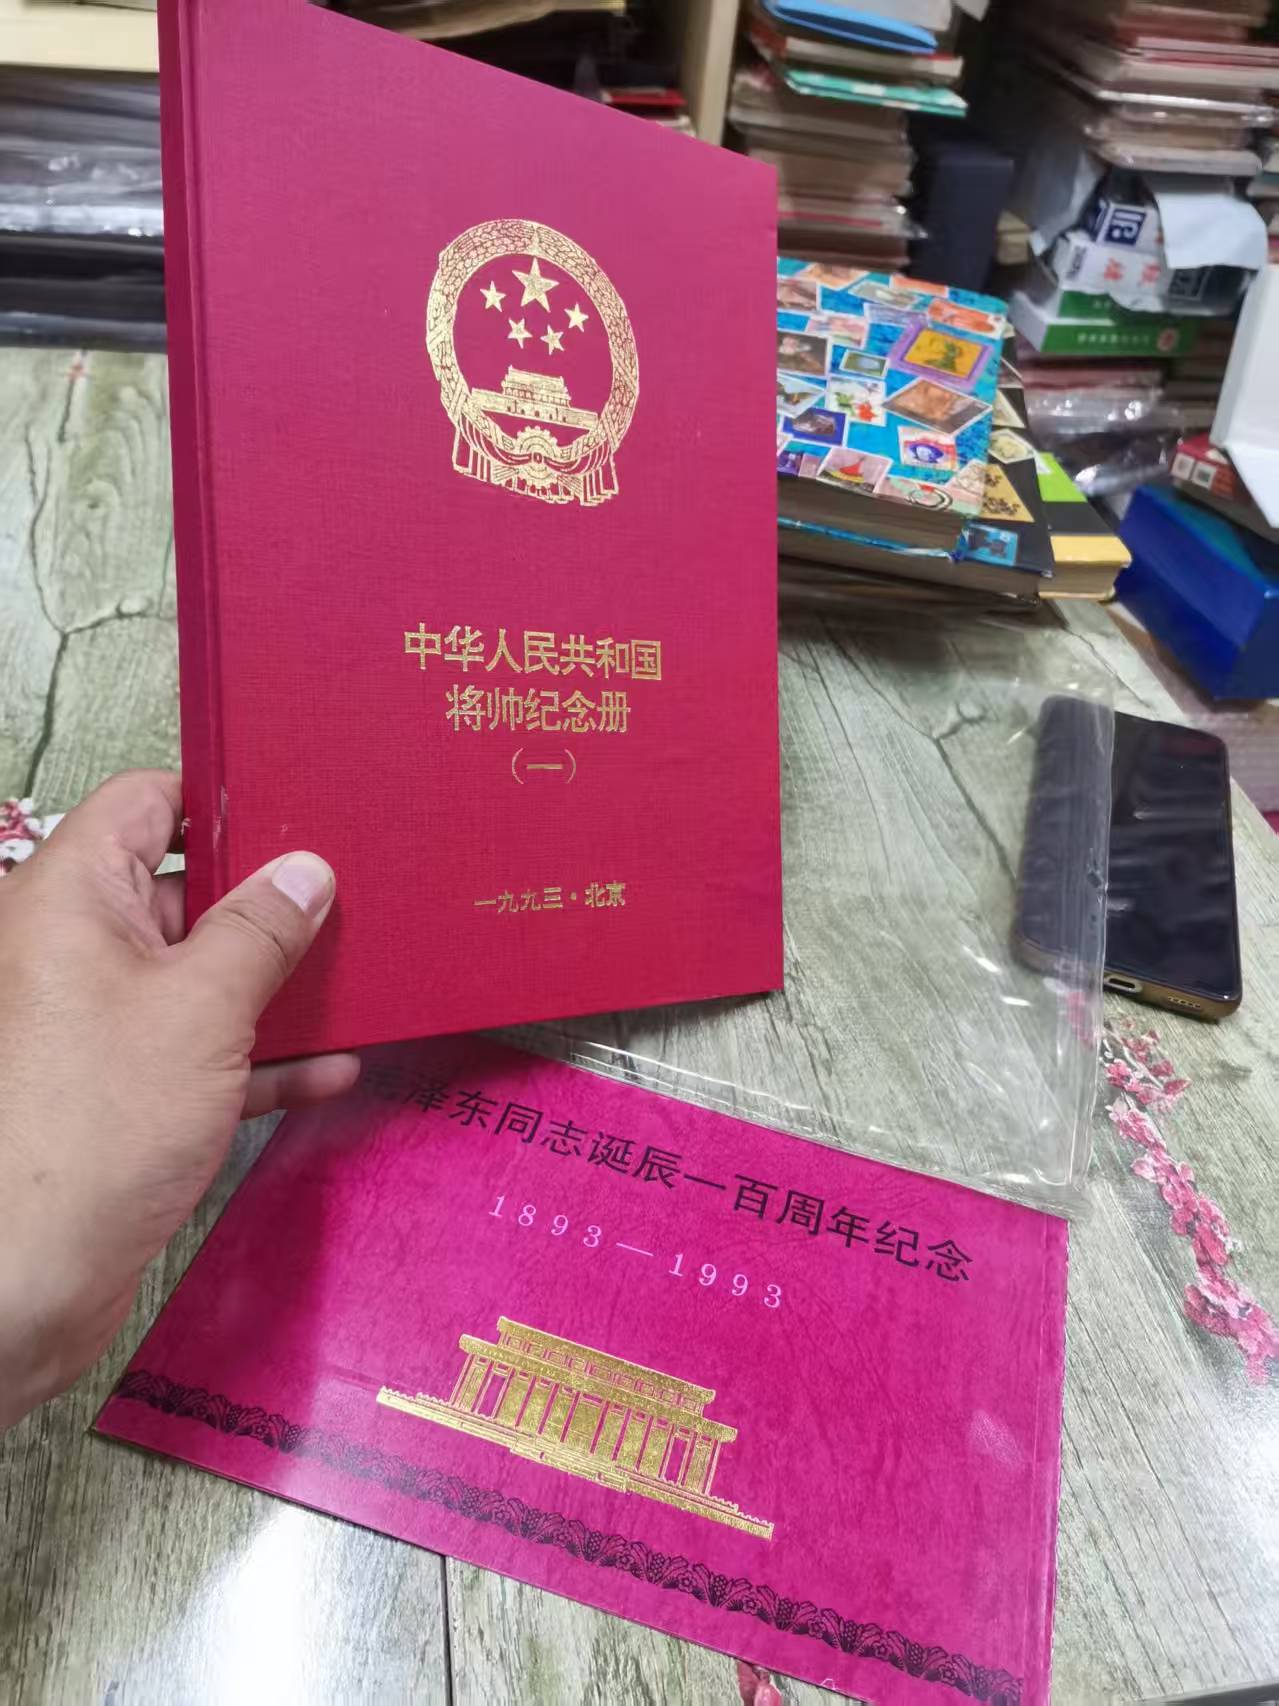 中华人民共和国
将帅纪念册
（一）
一九九三·北京
毛泽东同志诞辰一百周年纪念
1893—1993